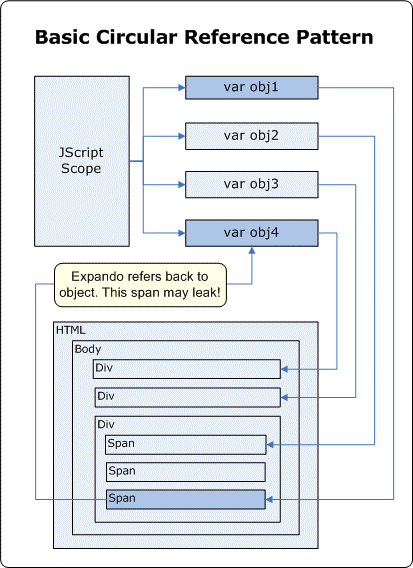 Basic Circular Reference Pattern
JScript
Scope
var obj1
var obj2
var obj3
var obj4
Expando refers back to
object. This span may leak!
HTML
Body
Div
Div
Div
Span
Span
Span